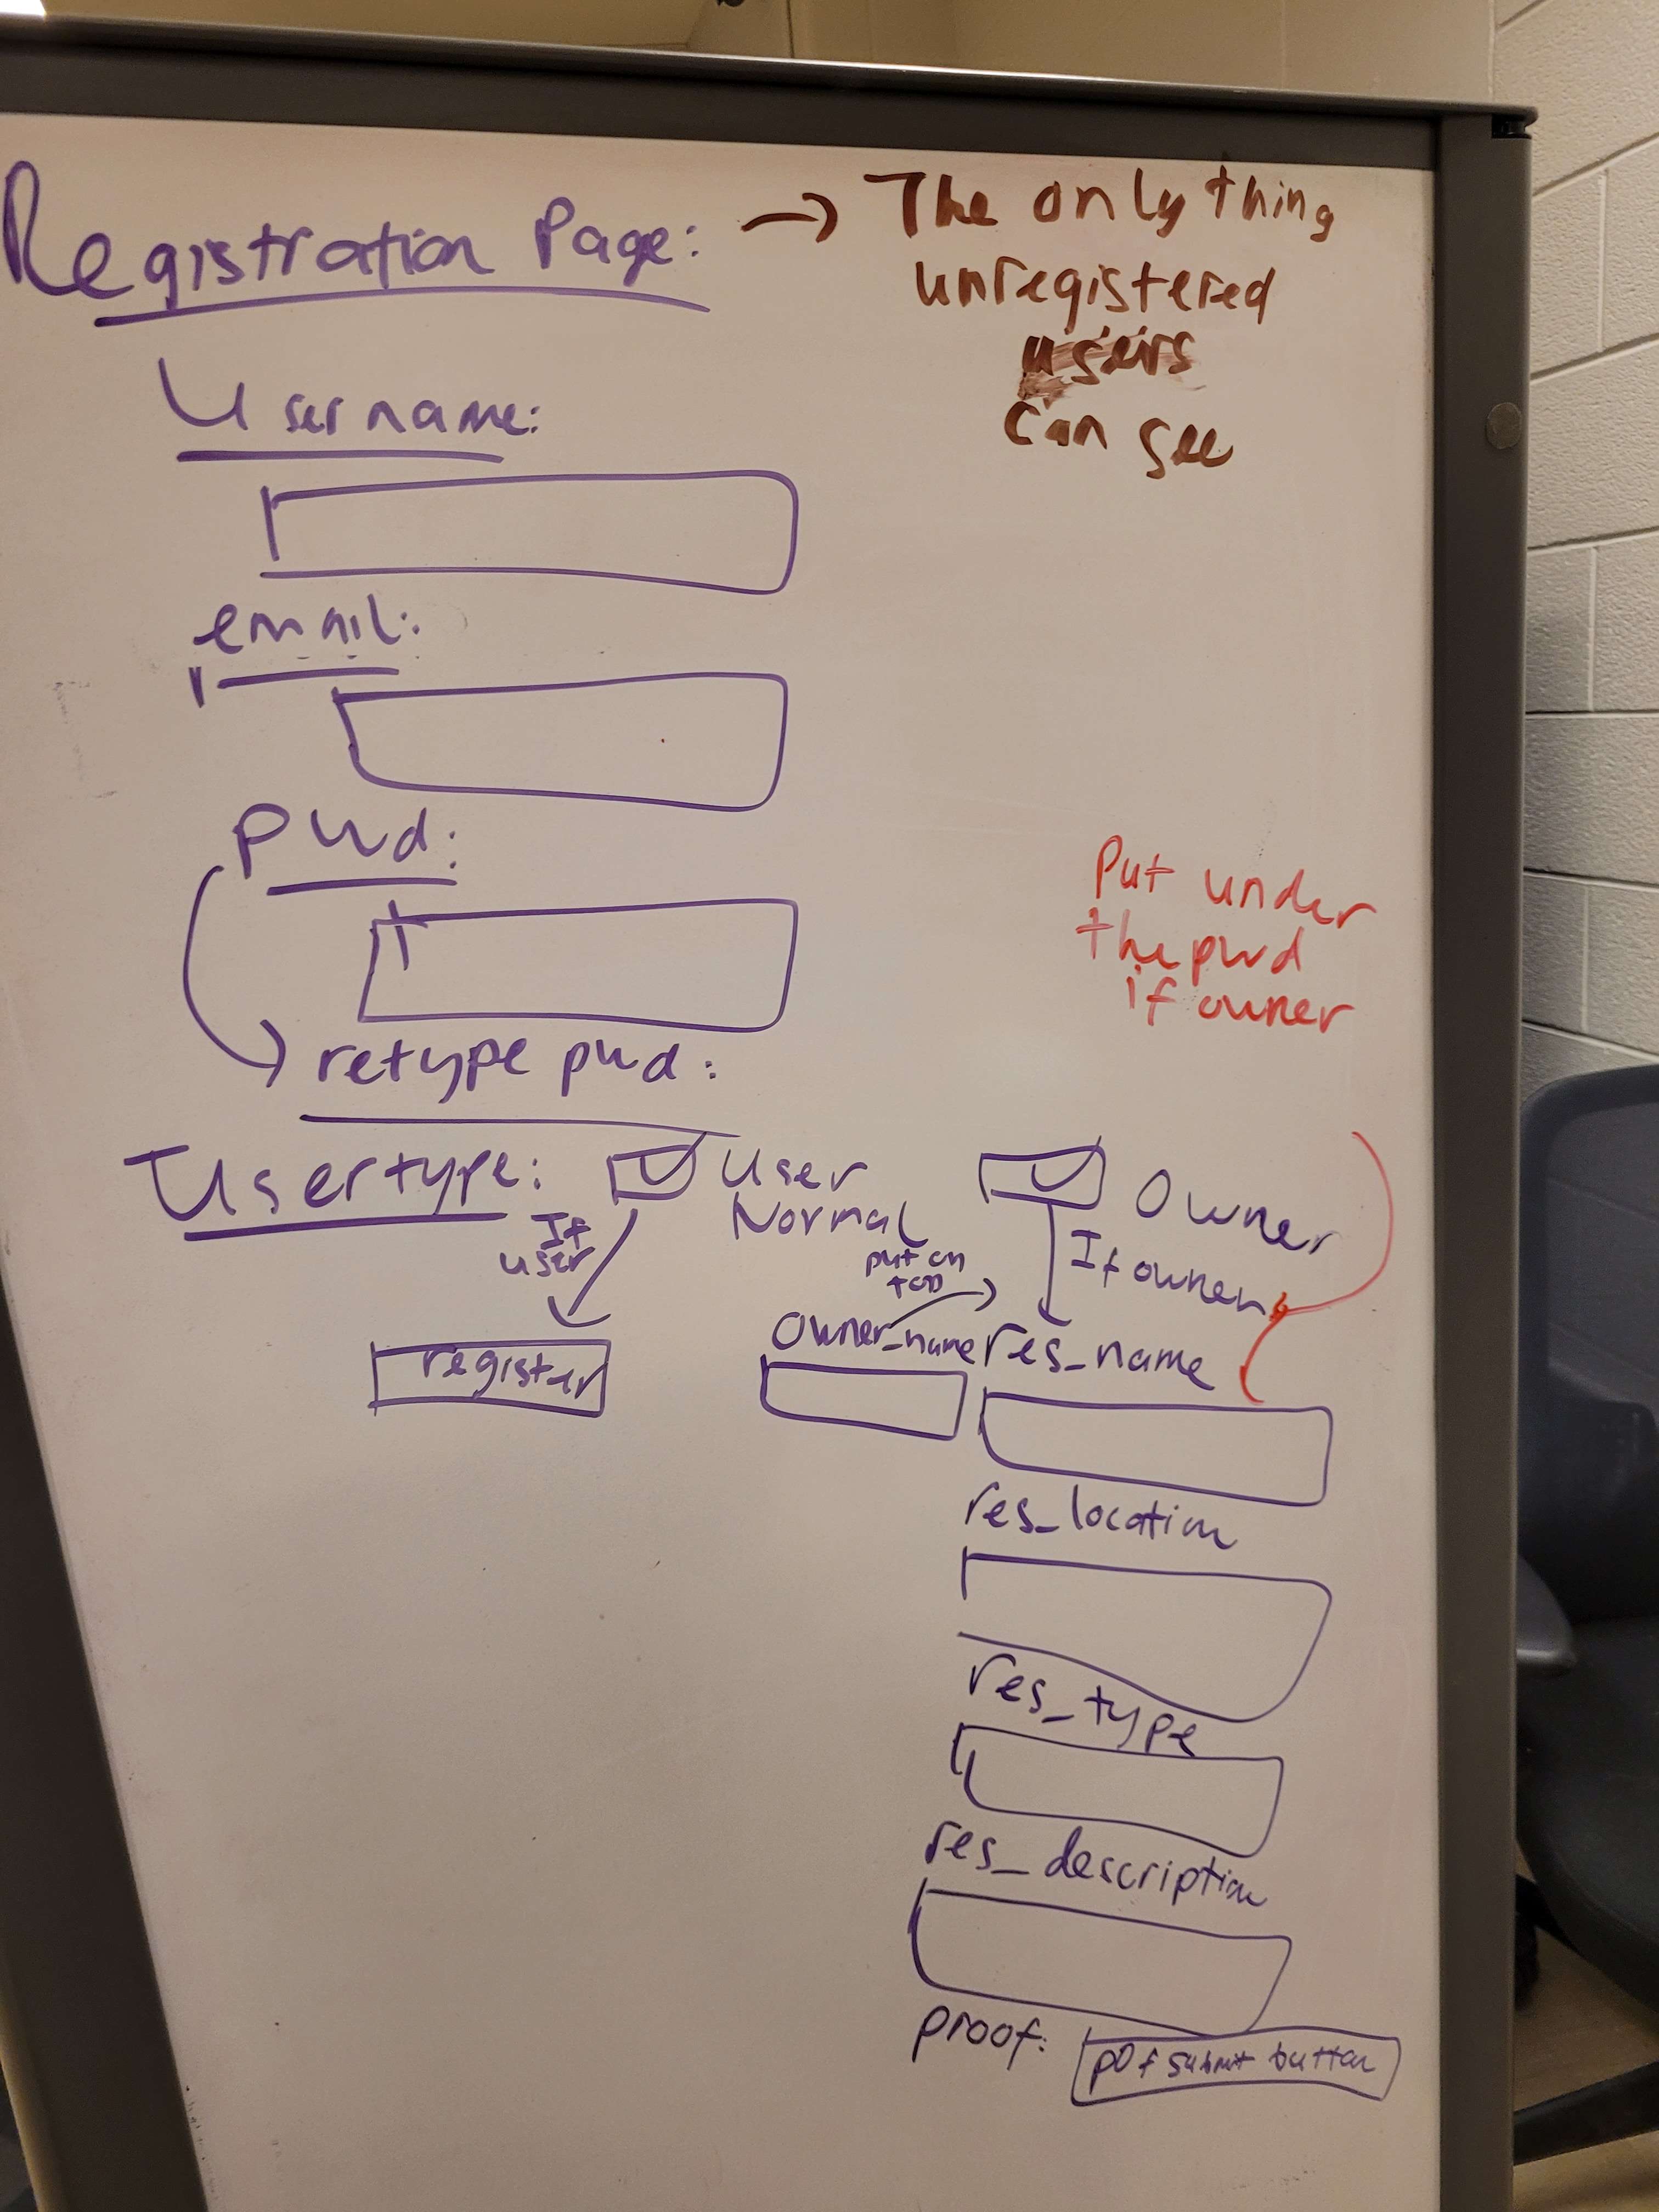 Registration Page: → The only thing
unregistered
users
can see
Username:
email:
pwd:
Put under
the pwd
if owner
retype pwd:
Usertype: User
Normal
Owner
If
user
If owner
put on
top
register
Owner_name
res_name
res_location
res_type
res_description
proof: pDf submit button